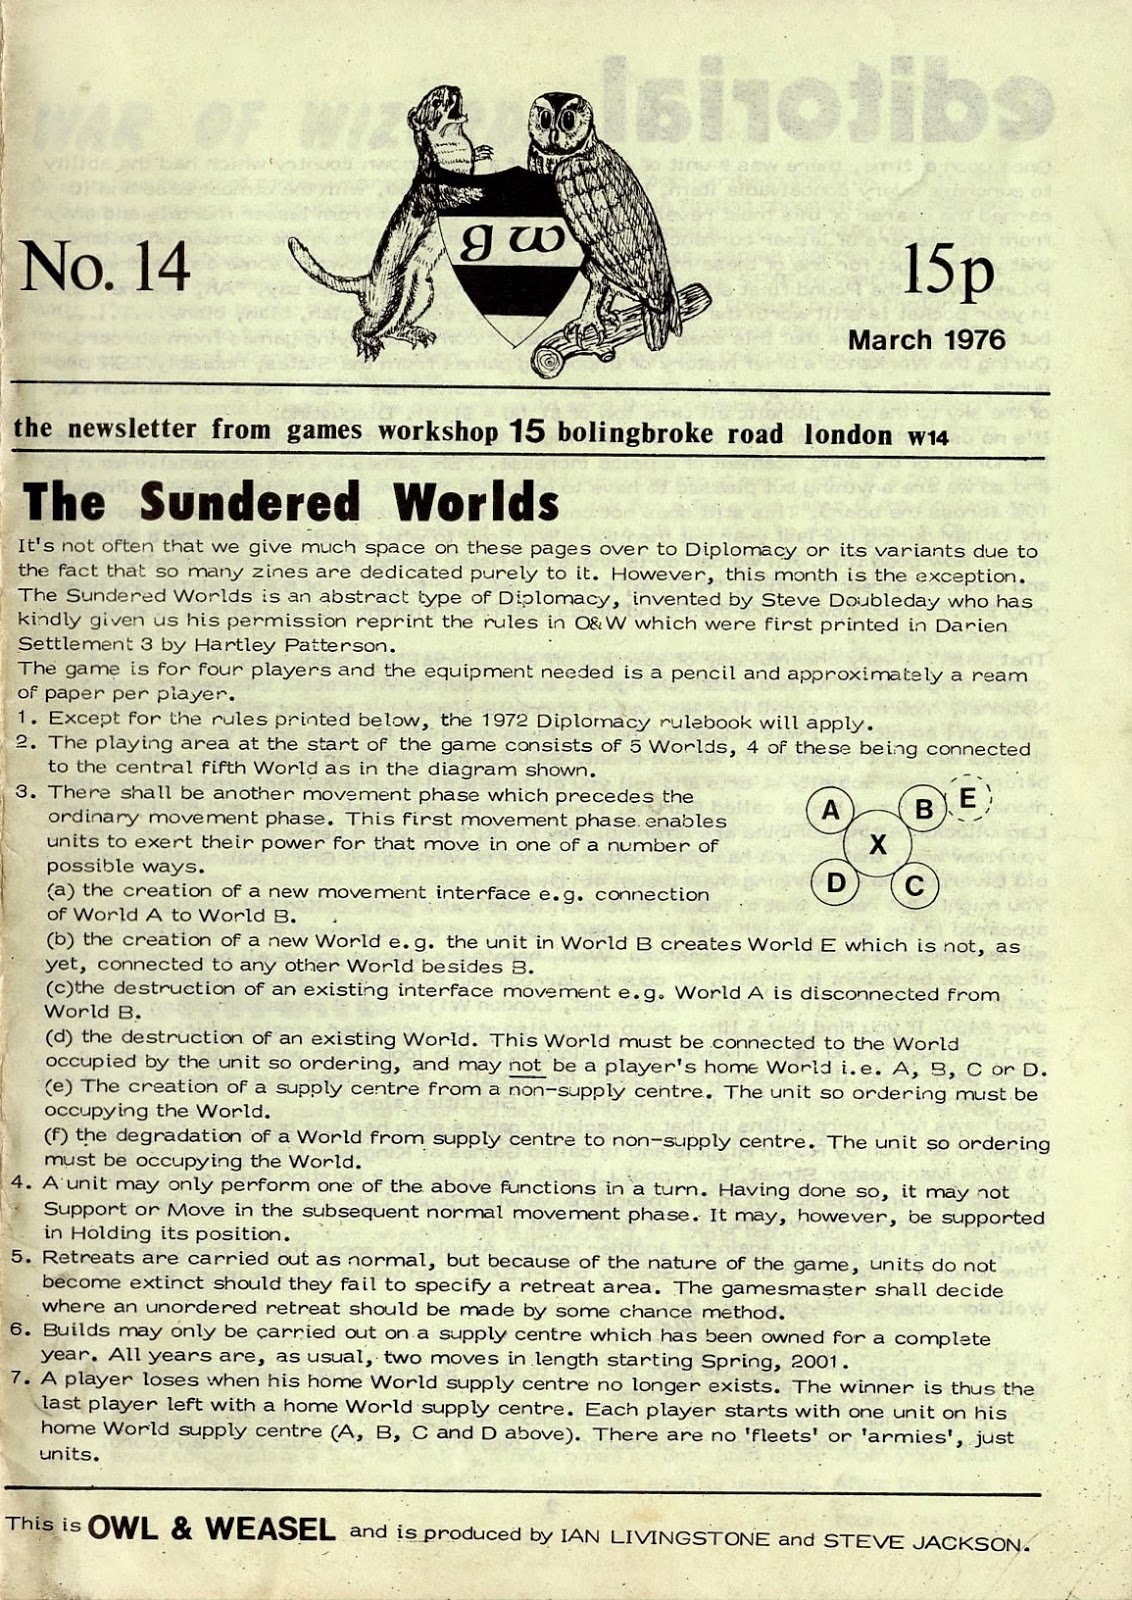 No. 14
g w
15p
March 1976
the newsletter from games workshop 15 bolingbroke road london w14
The Sundered Worlds
It's not often that we give much space on these pages over to Diplomacy or its variants due to
the fact that so many zines are dedicated purely to it. However, this month is the exception.
The Sundered Worlds is an abstract type of Diplomacy, invented by Steve Doubleday who has
kindly given us his permission reprint the rules in O&W which were first printed in Darien
Settlement 3 by Hartley Patterson.
The game is for four players and the equipment needed is a pencil and approximately a ream
of paper per player.
1. Except for the rules printed below, the 1972 Diplomacy rulebook will apply.
2. The playing area at the start of the game consists of 5 Worlds, 4 of these being connected
to the central fifth World as in the diagram shown.
3. There shall be another movement phase which precedes the
ordinary movement phase. This first movement phase enables
units to exert their power for that move in one of a number of
possible ways.
(a) the creation of a new movement interface e.g. connection
of World A to World B.
A B E
X
D C
(b) the creation of a new World e.g. the unit in World B creates World E which is not, as
yet, connected to any other World besides B.
(c)the destruction of an existing interface movement e.g. World A is disconnected from
World B.
(d) the destruction of an existing World. This World must be connected to the World
occupied by the unit so ordering, and may not be a player's home World i.e. A, B, C or D.
(e) The creation of a supply centre from a non-supply centre. The unit so ordering must be
occupying the World.
(f) the degradation of a World from supply centre to non-supply centre. The unit so ordering
must be occupying the World.
4. A unit may only perform one of the above functions in a turn. Having done so, it may not
Support or Move in the subsequent normal movement phase. It may, however, be supported
in Holding its position.
5. Retreats are carried out as normal, but because of the nature of the game, units do not
become extinct should they fail to specify a retreat area. The gamesmaster shall decide
where an unordered retreat should be made by some chance method.
6. Builds may only be carried out on a supply centre which has been owned for a complete
year. All years are, as usual, two moves in length starting Spring, 2001.
7. A player loses when his home World supply centre no longer exists. The winner is thus the
last player left with a home World supply centre. Each player starts with one unit on his
home World supply centre (A, B, C and D above). There are no 'fleets' or 'armies', just
units.
This is OWL & WEASEL and is produced by IAN LIVINGSTONE and STEVE JACKSON.